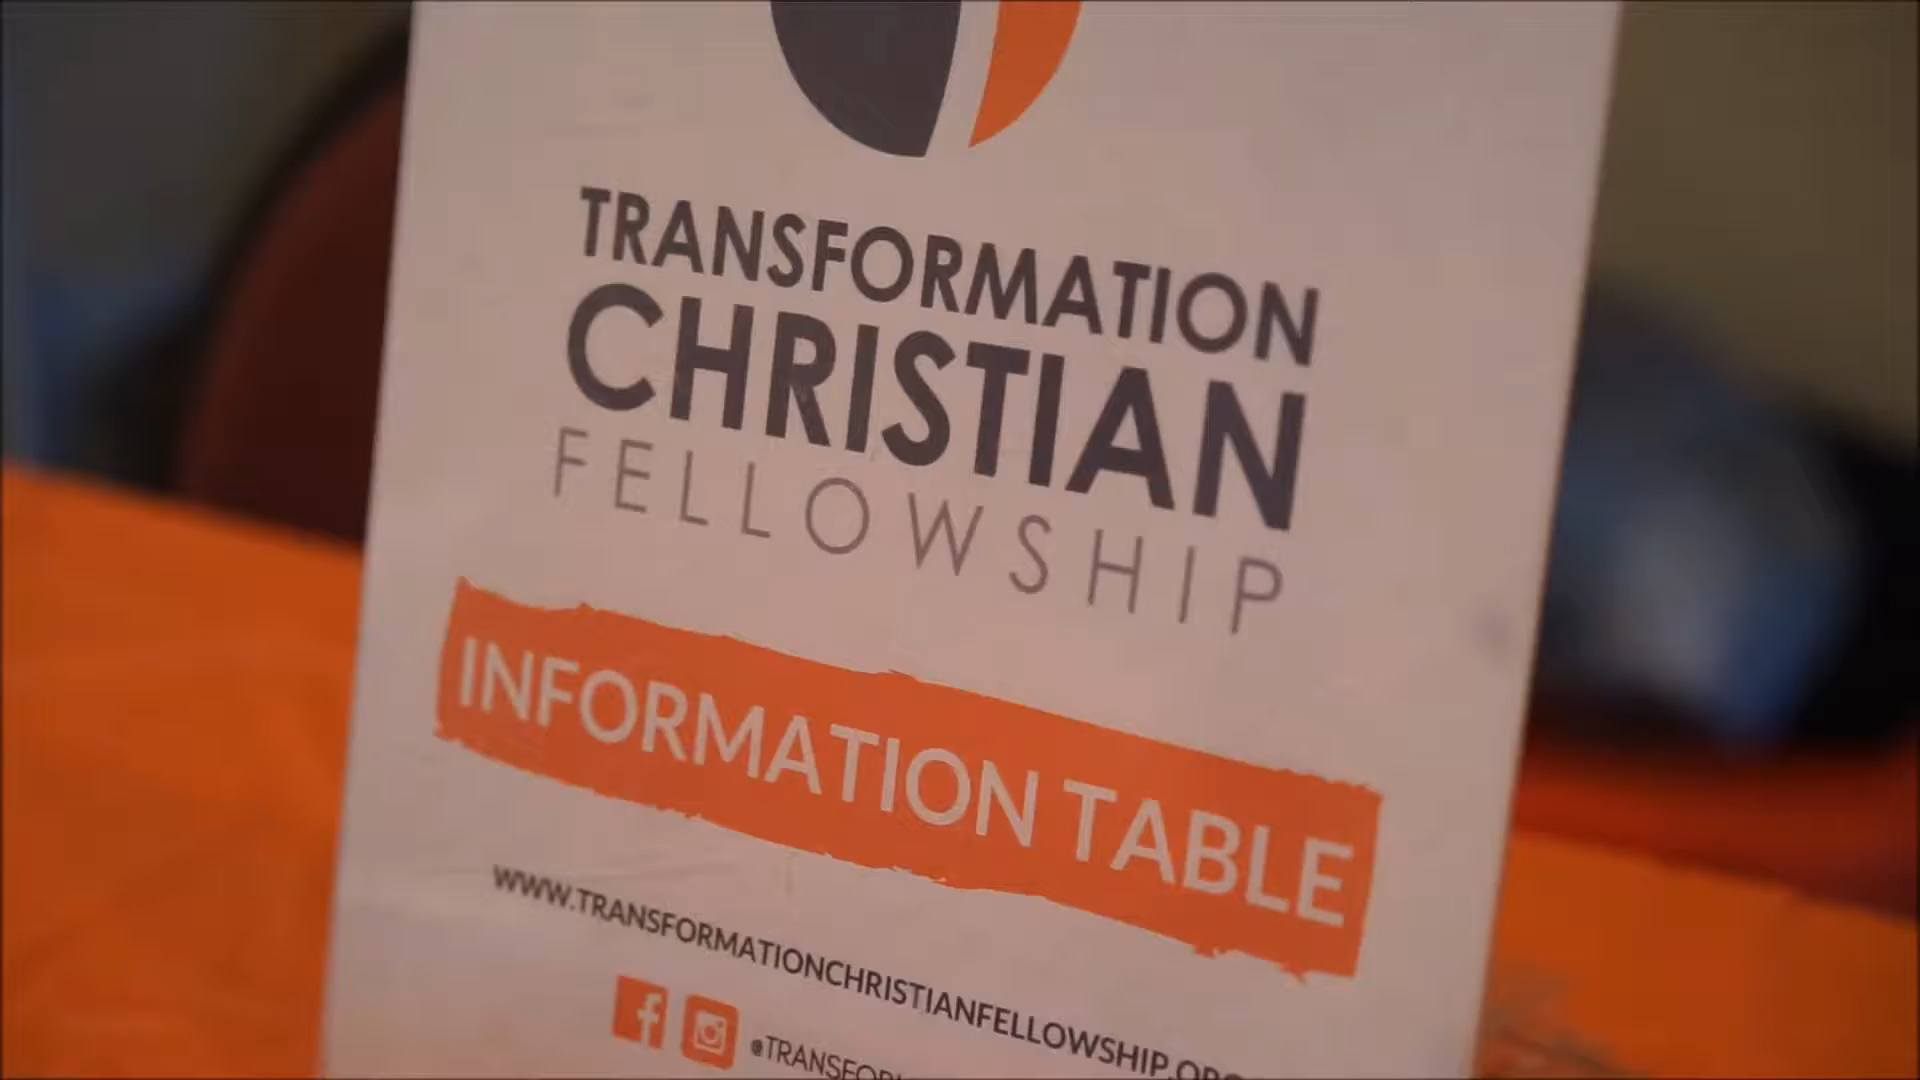 TRANSFORMATION
CHRISTIAN
FELLOWSHIP
INFORMATION TABLE
WWW.TRANSFORMATIONCHRISTIANFELLOWSHIP.ORG